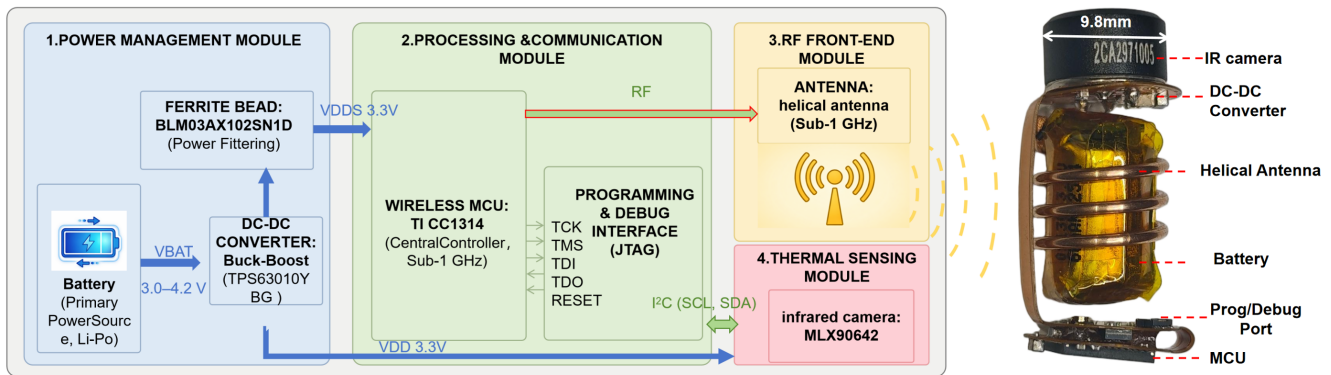 1.POWER MANAGEMENT MODULE
FERRITE BEAD:
BLM03AX102SN1D
(Power Fittering)
VDDS 3.3V
Battery
(Primary
PowerSourc
e, Li-Po)
VBAT
3.0–4.2 V
DC-DC
CONVERTER:
Buck-Boost
(TPS63010Y
BG )
VDD 3.3V
2.PROCESSING &COMMUNICATION
MODULE
WIRELESS MCU:
TI CC1314
(CentralController,
Sub-1 GHz)
TCK
TMS
TDI
TDO
RESET
PROGRAMMING
& DEBUG
INTERFACE
(JTAG)
RF
I²C (SCL, SDA)
3.RF FRONT-END
MODULE
ANTENNA:
helical antenna
(Sub-1 GHz)
4.THERMAL SENSING
MODULE
infrared camera:
MLX90642
9.8mm
2CA2971005
IR camera
DC-DC
Converter
Helical Antenna
Battery
Prog/Debug
Port
MCU